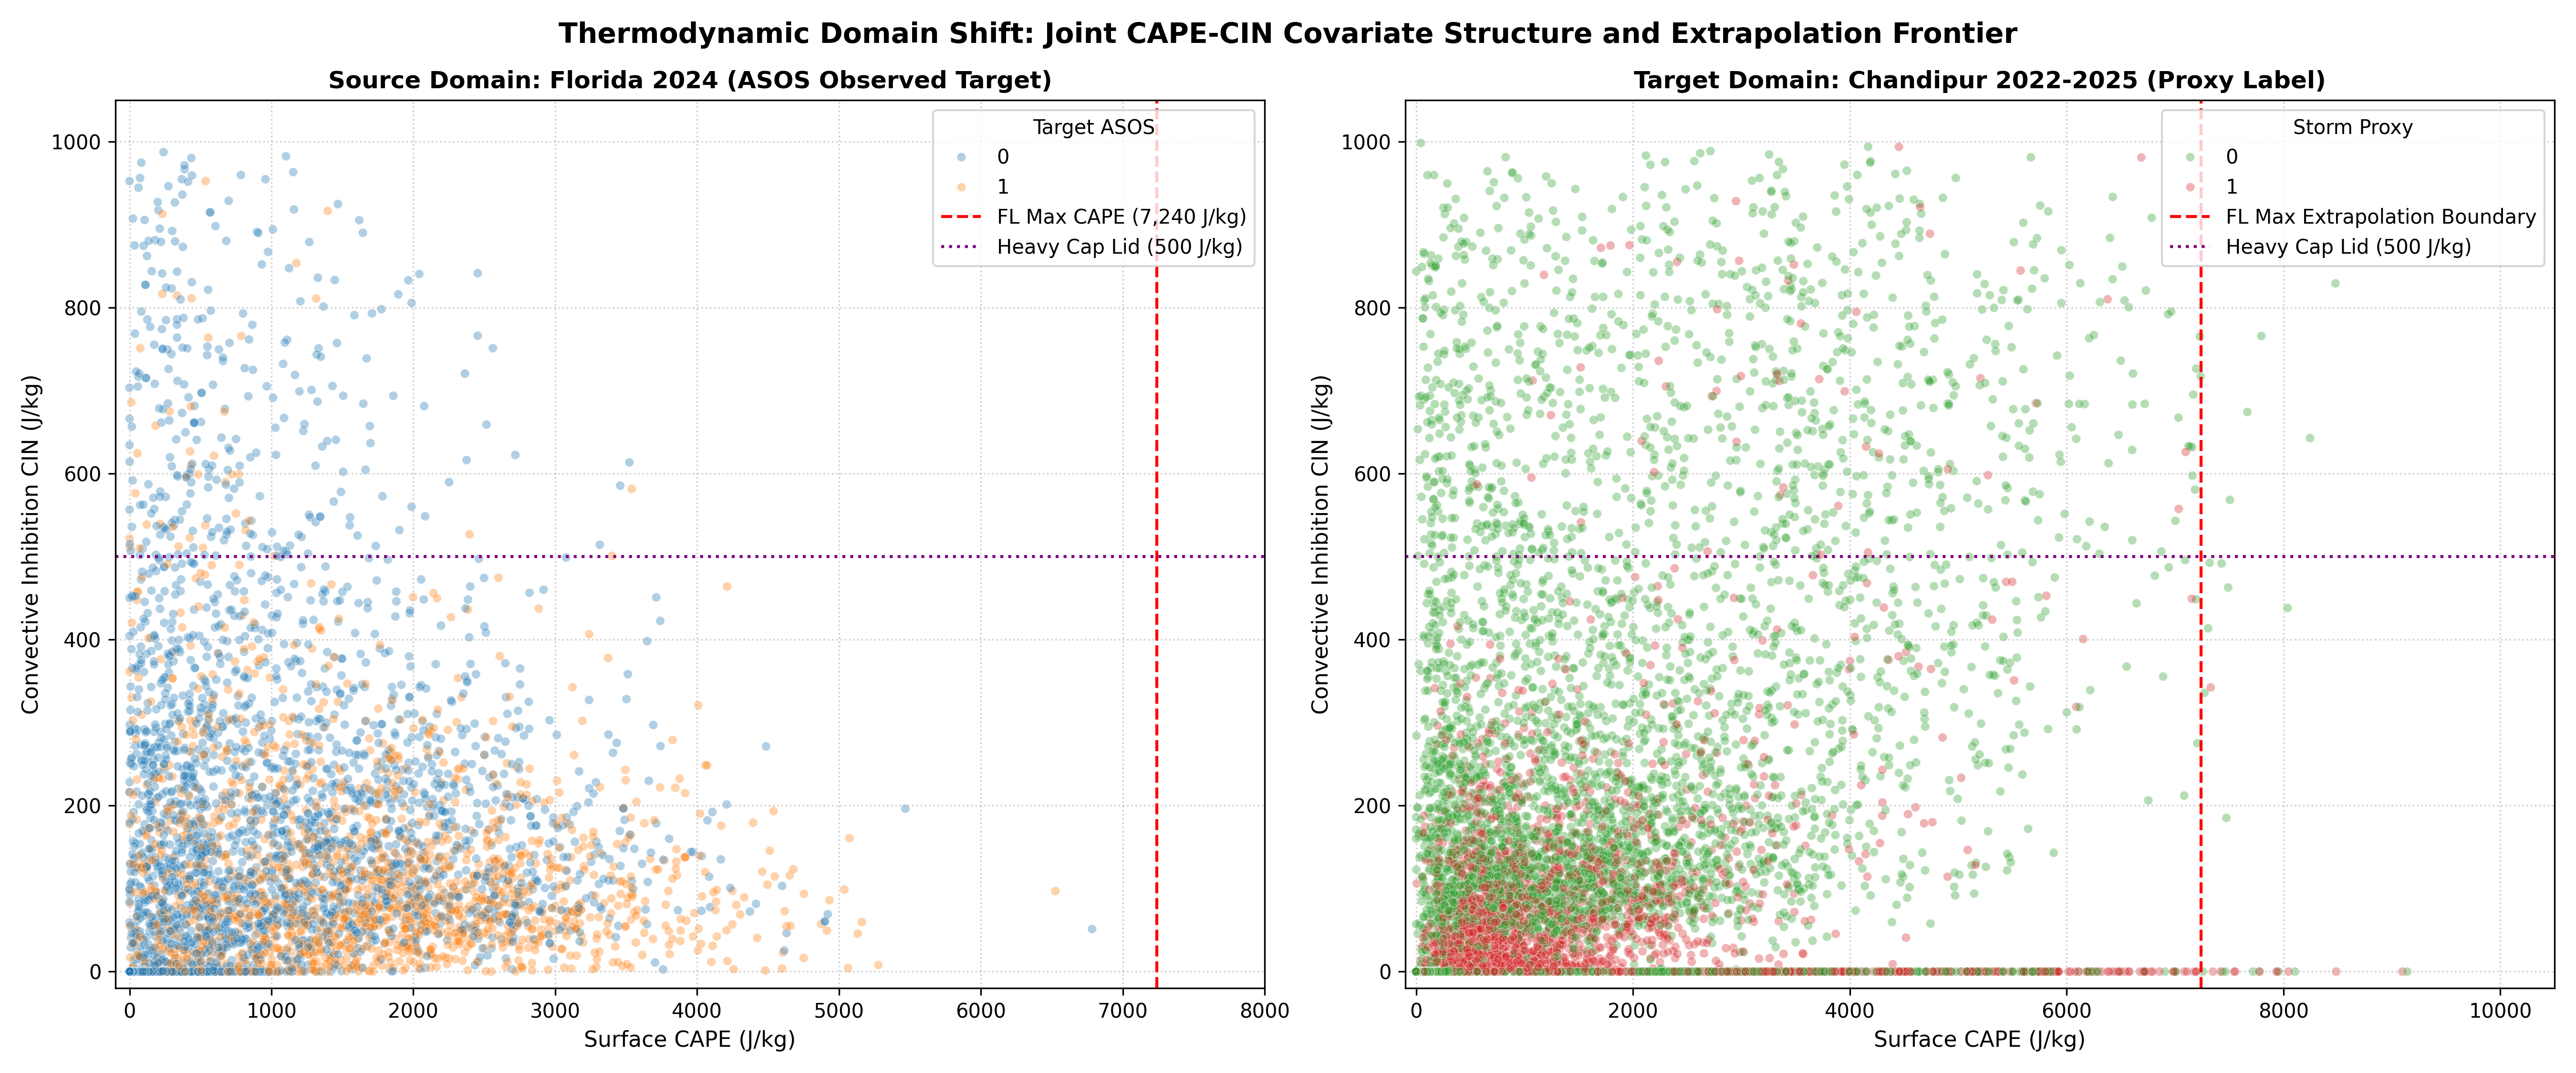 Thermodynamic Domain Shift: Joint CAPE-CIN Covariate Structure and Extrapolation Frontier
Source Domain: Florida 2024 (ASOS Observed Target)
Target ASOS
0
1
FL Max CAPE (7,240 J/kg)
Heavy Cap Lid (500 J/kg)
Convective Inhibition CIN (J/kg)
1000
800
600
400
200
0
0 1000 2000 3000 4000 5000 6000 7000 8000
Surface CAPE (J/kg)
Target Domain: Chandipur 2022-2025 (Proxy Label)
Storm Proxy
0
1
FL Max Extrapolation Boundary
Heavy Cap Lid (500 J/kg)
Convective Inhibition CIN (J/kg)
1000
800
600
400
200
0
0 2000 4000 6000 8000 10000
Surface CAPE (J/kg)